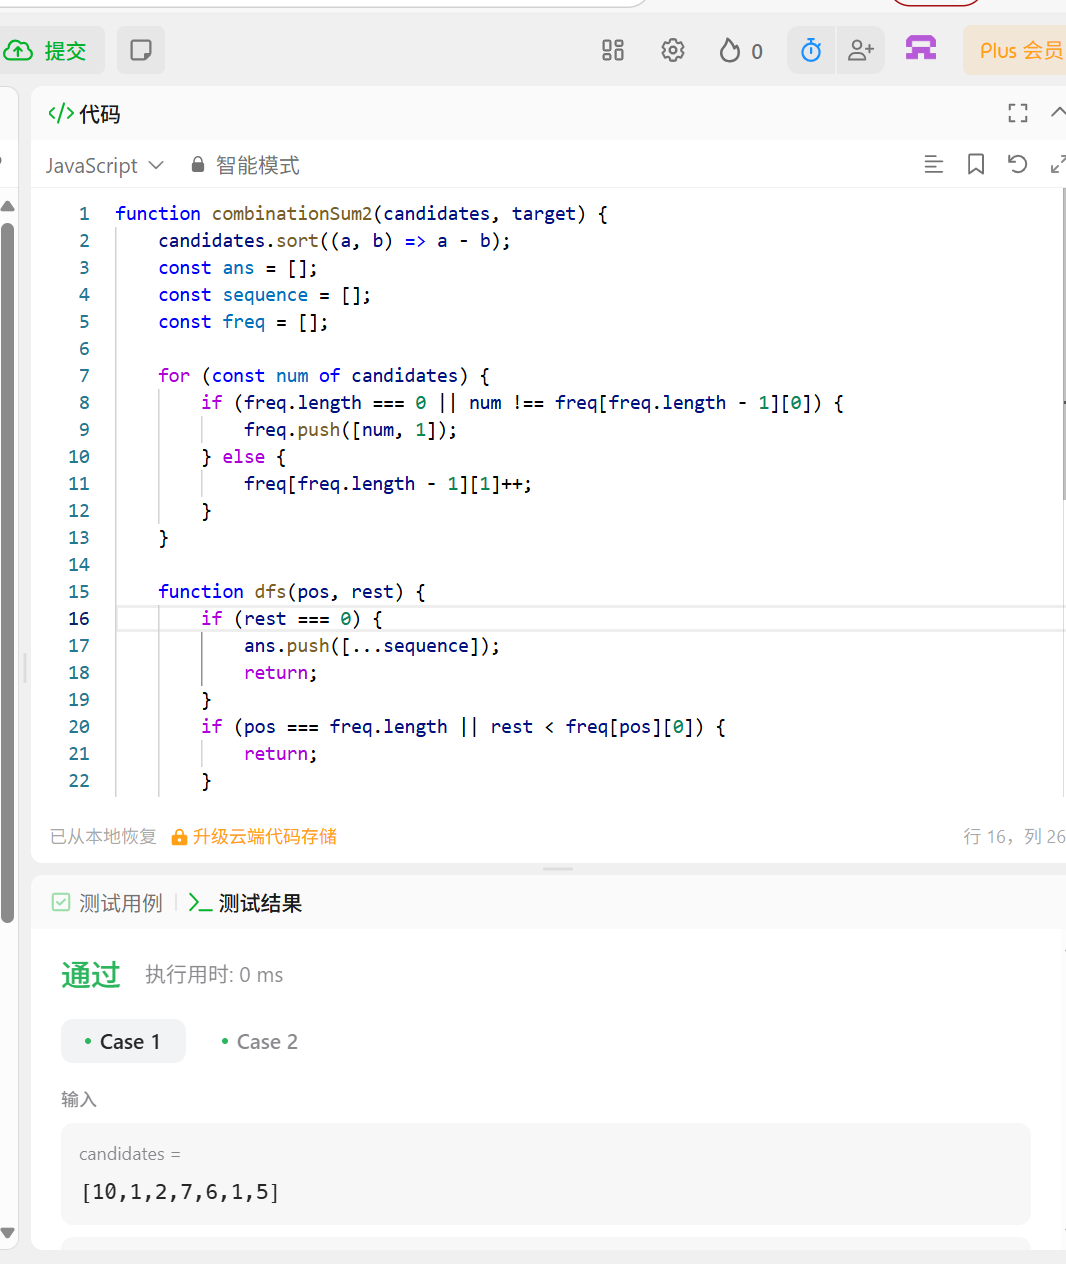 提交
0
Plus 会员
</> 代码
JavaScript 智能模式
1 function combinationSum2(candidates, target) {
2 candidates.sort((a, b) => a - b);
3 const ans = [];
4 const sequence = [];
5 const freq = [];
6
7 for (const num of candidates) {
8 if (freq.length === 0 || num !== freq[freq.length - 1][0]) {
9 freq.push([num, 1]);
10 } else {
11 freq[freq.length - 1][1]++;
12 }
13 }
14
15 function dfs(pos, rest) {
16 if (rest === 0) {
17 ans.push([...sequence]);
18 return;
19 }
20 if (pos === freq.length || rest < freq[pos][0]) {
21 return;
22 }
已从本地恢复 升级云端代码存储 行 16，列 26
测试用例 >_ 测试结果
通过 执行用时: 0 ms
• Case 1 • Case 2
输入
candidates =
[10,1,2,7,6,1,5]